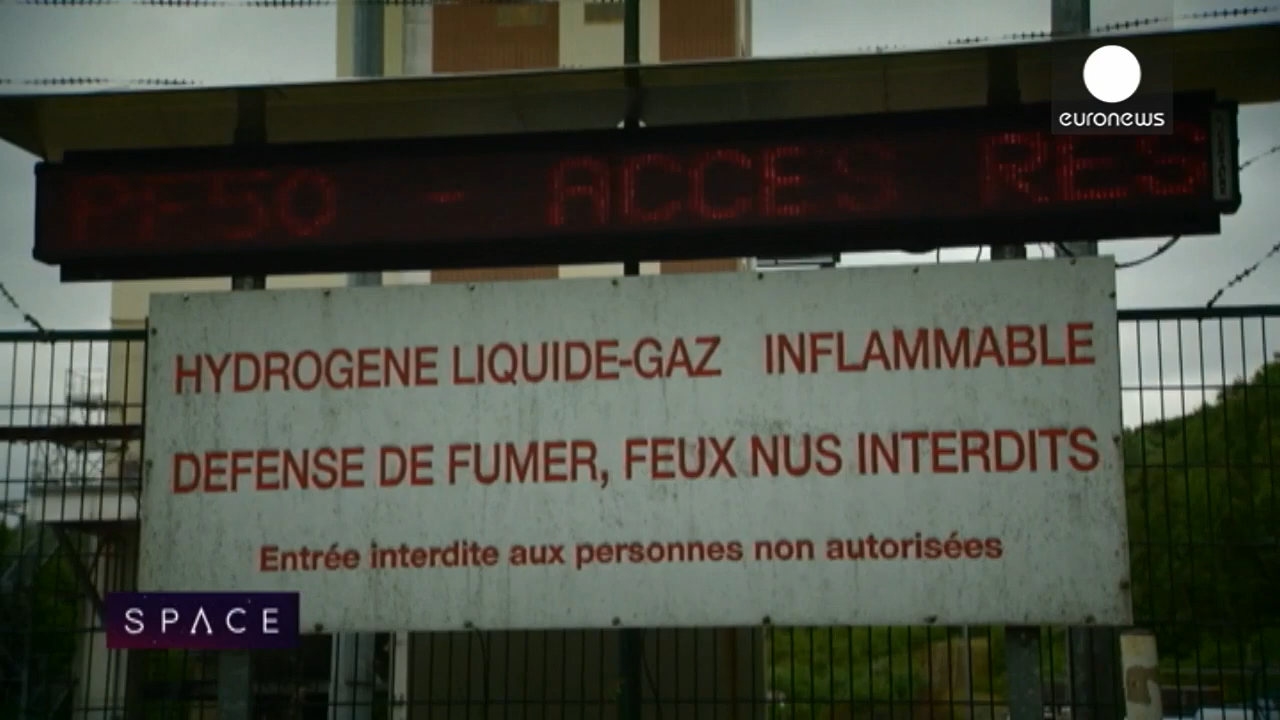 euronews
PF50 - ACCES RES
HYDROGENE LIQUIDE-GAZ INFLAMMABLE
DEFENSE DE FUMER, FEUX NUS INTERDITS
Entrée interdite aux personnes non autorisées
SPACE